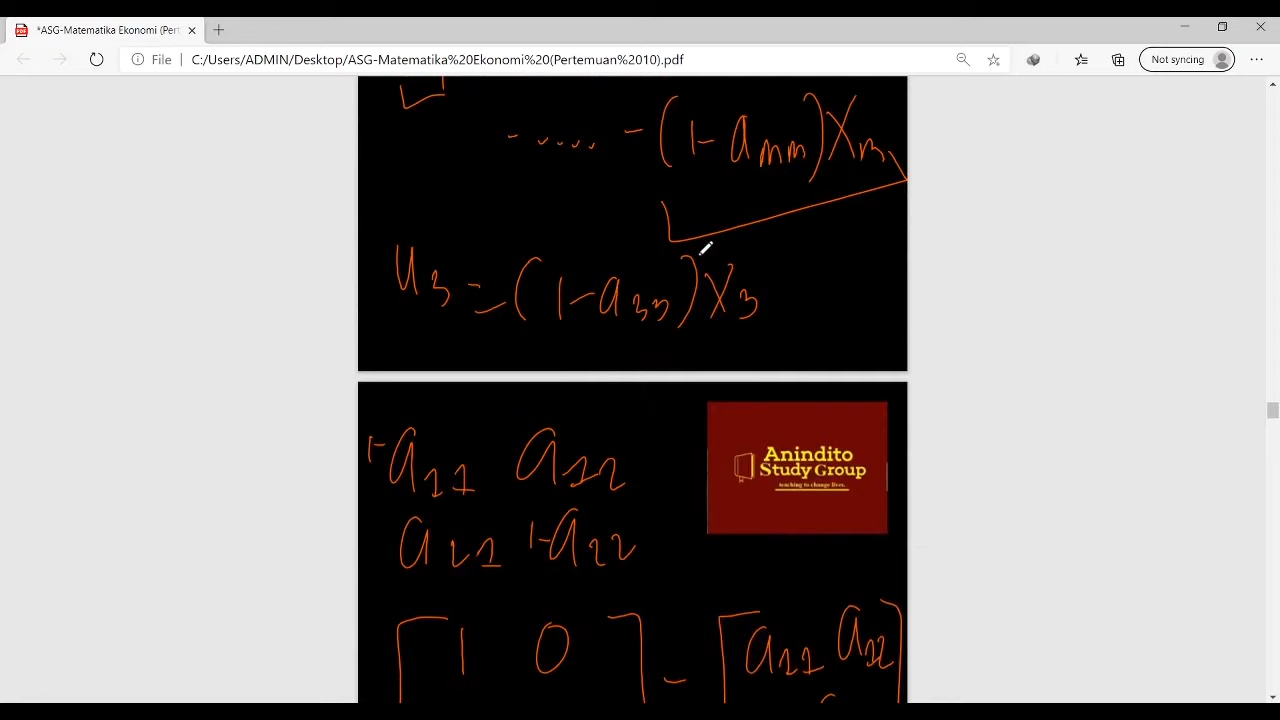 *ASG-Matematika Ekonomi (Pert
File
C:/Users/ADMIN/Desktop/ASG-Matematika%20Ekonomi%20(Pertemuan%2010).pdf
Not syncing
- ..... - (1-amm)Xm
U3 = (1-a33)X3
1-a11 a12
a21 1-a22
Anindito
Study Group
teaching to change lives.
[1 0] - [a11 a12]